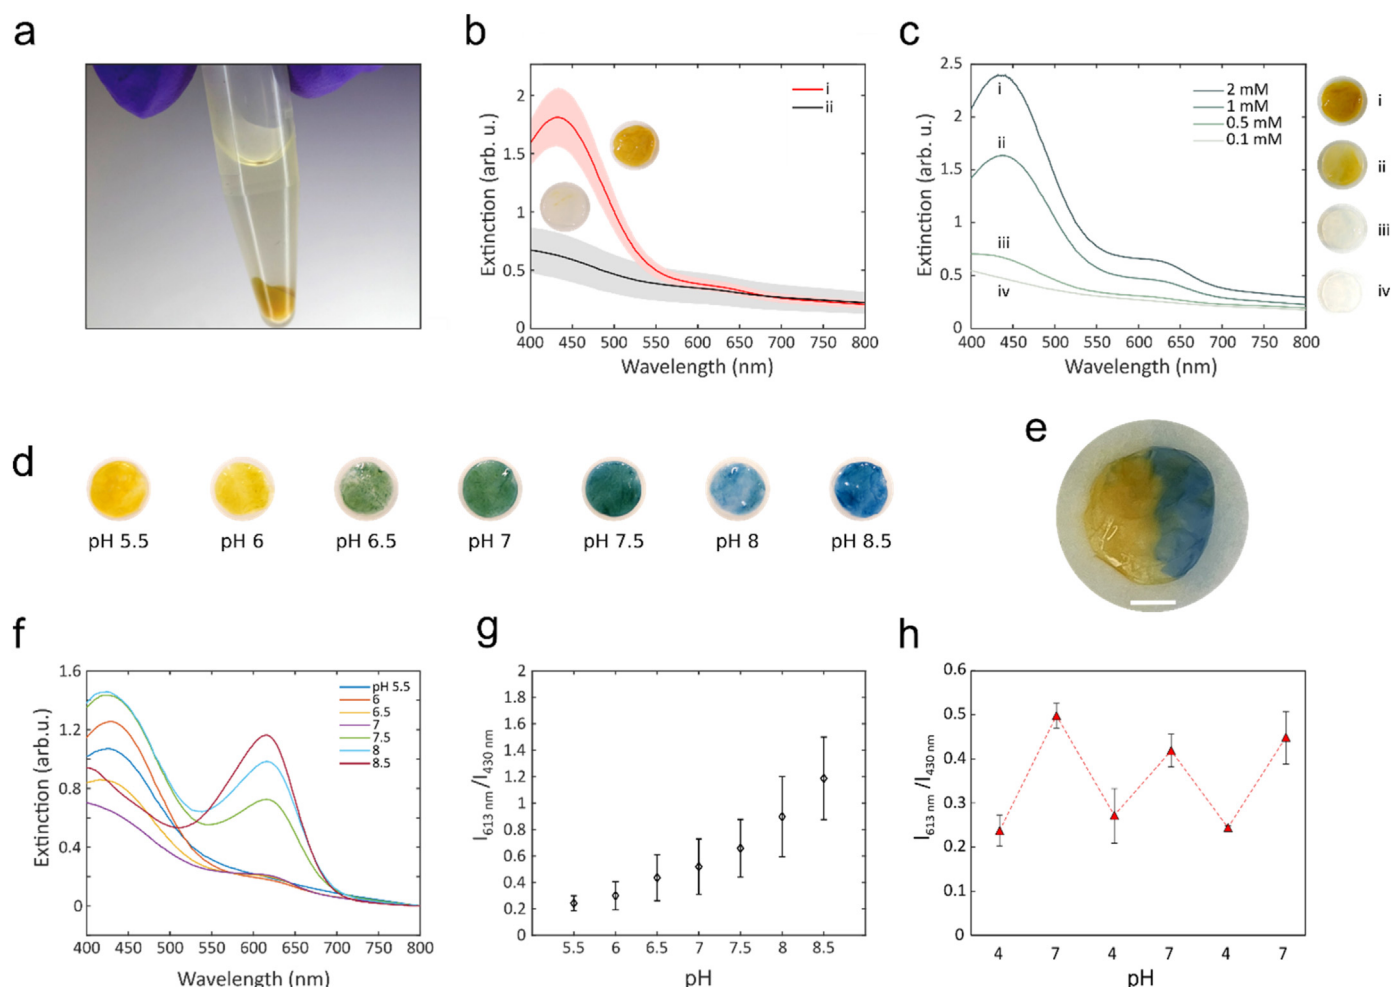 a
b
Extinction (arb. u.)
2
1.5
1
0.5
0
i
ii
400 450 500 550 600 650 700 750 800
Wavelength (nm)
c
Extinction (arb. u.)
2.5
2
1.5
1
0.5
0
i
ii
iii
iv
2 mM
1 mM
0.5 mM
0.1 mM
400 450 500 550 600 650 700 750 800
Wavelength (nm)
i
ii
iii
iv
d
pH 5.5 pH 6 pH 6.5 pH 7 pH 7.5 pH 8 pH 8.5
e
f
Extinction (arb.u.)
1.6
1.2
0.8
0.4
0
pH 5.5
6
6.5
7
7.5
8
8.5
400 450 500 550 600 650 700 750 800
Wavelength (nm)
g
I613 nm/I430 nm
2
1.8
1.6
1.4
1.2
1
0.8
0.6
0.4
0.2
0
5.5 6 6.5 7 7.5 8 8.5
pH
h
I613 nm/I430 nm
0.6
0.5
0.4
0.3
0.2
0.1
0
4 7 4 7 4 7
pH